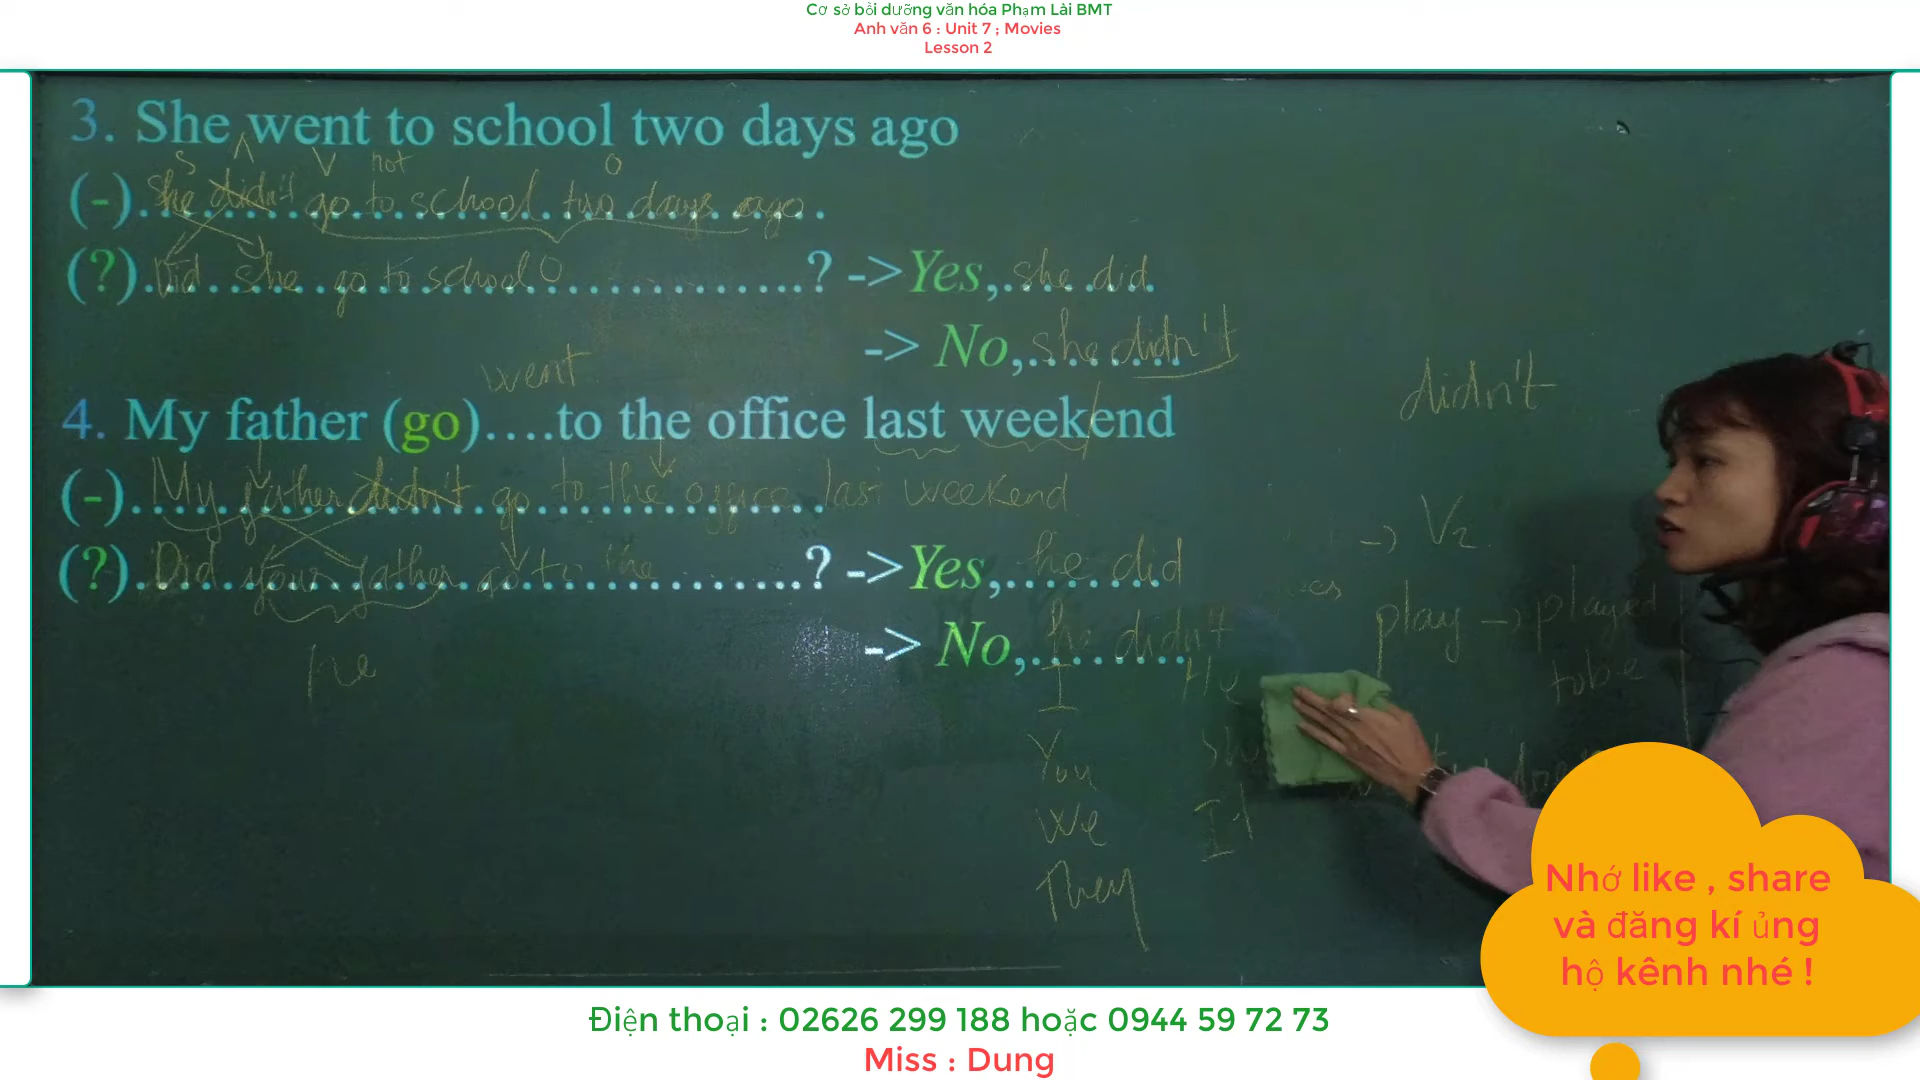 Cơ sở bồi dưỡng văn hóa Phạm Lài BMT
Anh văn 6 : Unit 7 ; Movies
Lesson 2
3. She went to school two days ago
S V not O
(-) She didn't go to school two days ago.
(?) Did she go to school O ? -> Yes, she did.
-> No, she didn't
went
didn't
4. My father (go)....to the office last weekend
(-) My father didn't go to the office last weekend
-> V2
(?) Did your father go to the ? -> Yes, he did
play -> played
-> No, he didn't
he
I He
tobe
You She
We It
They
Nhớ like , share
và đăng kí ủng
hộ kênh nhé !
Điện thoại : 02626 299 188 hoặc 0944 59 72 73
Miss : Dung